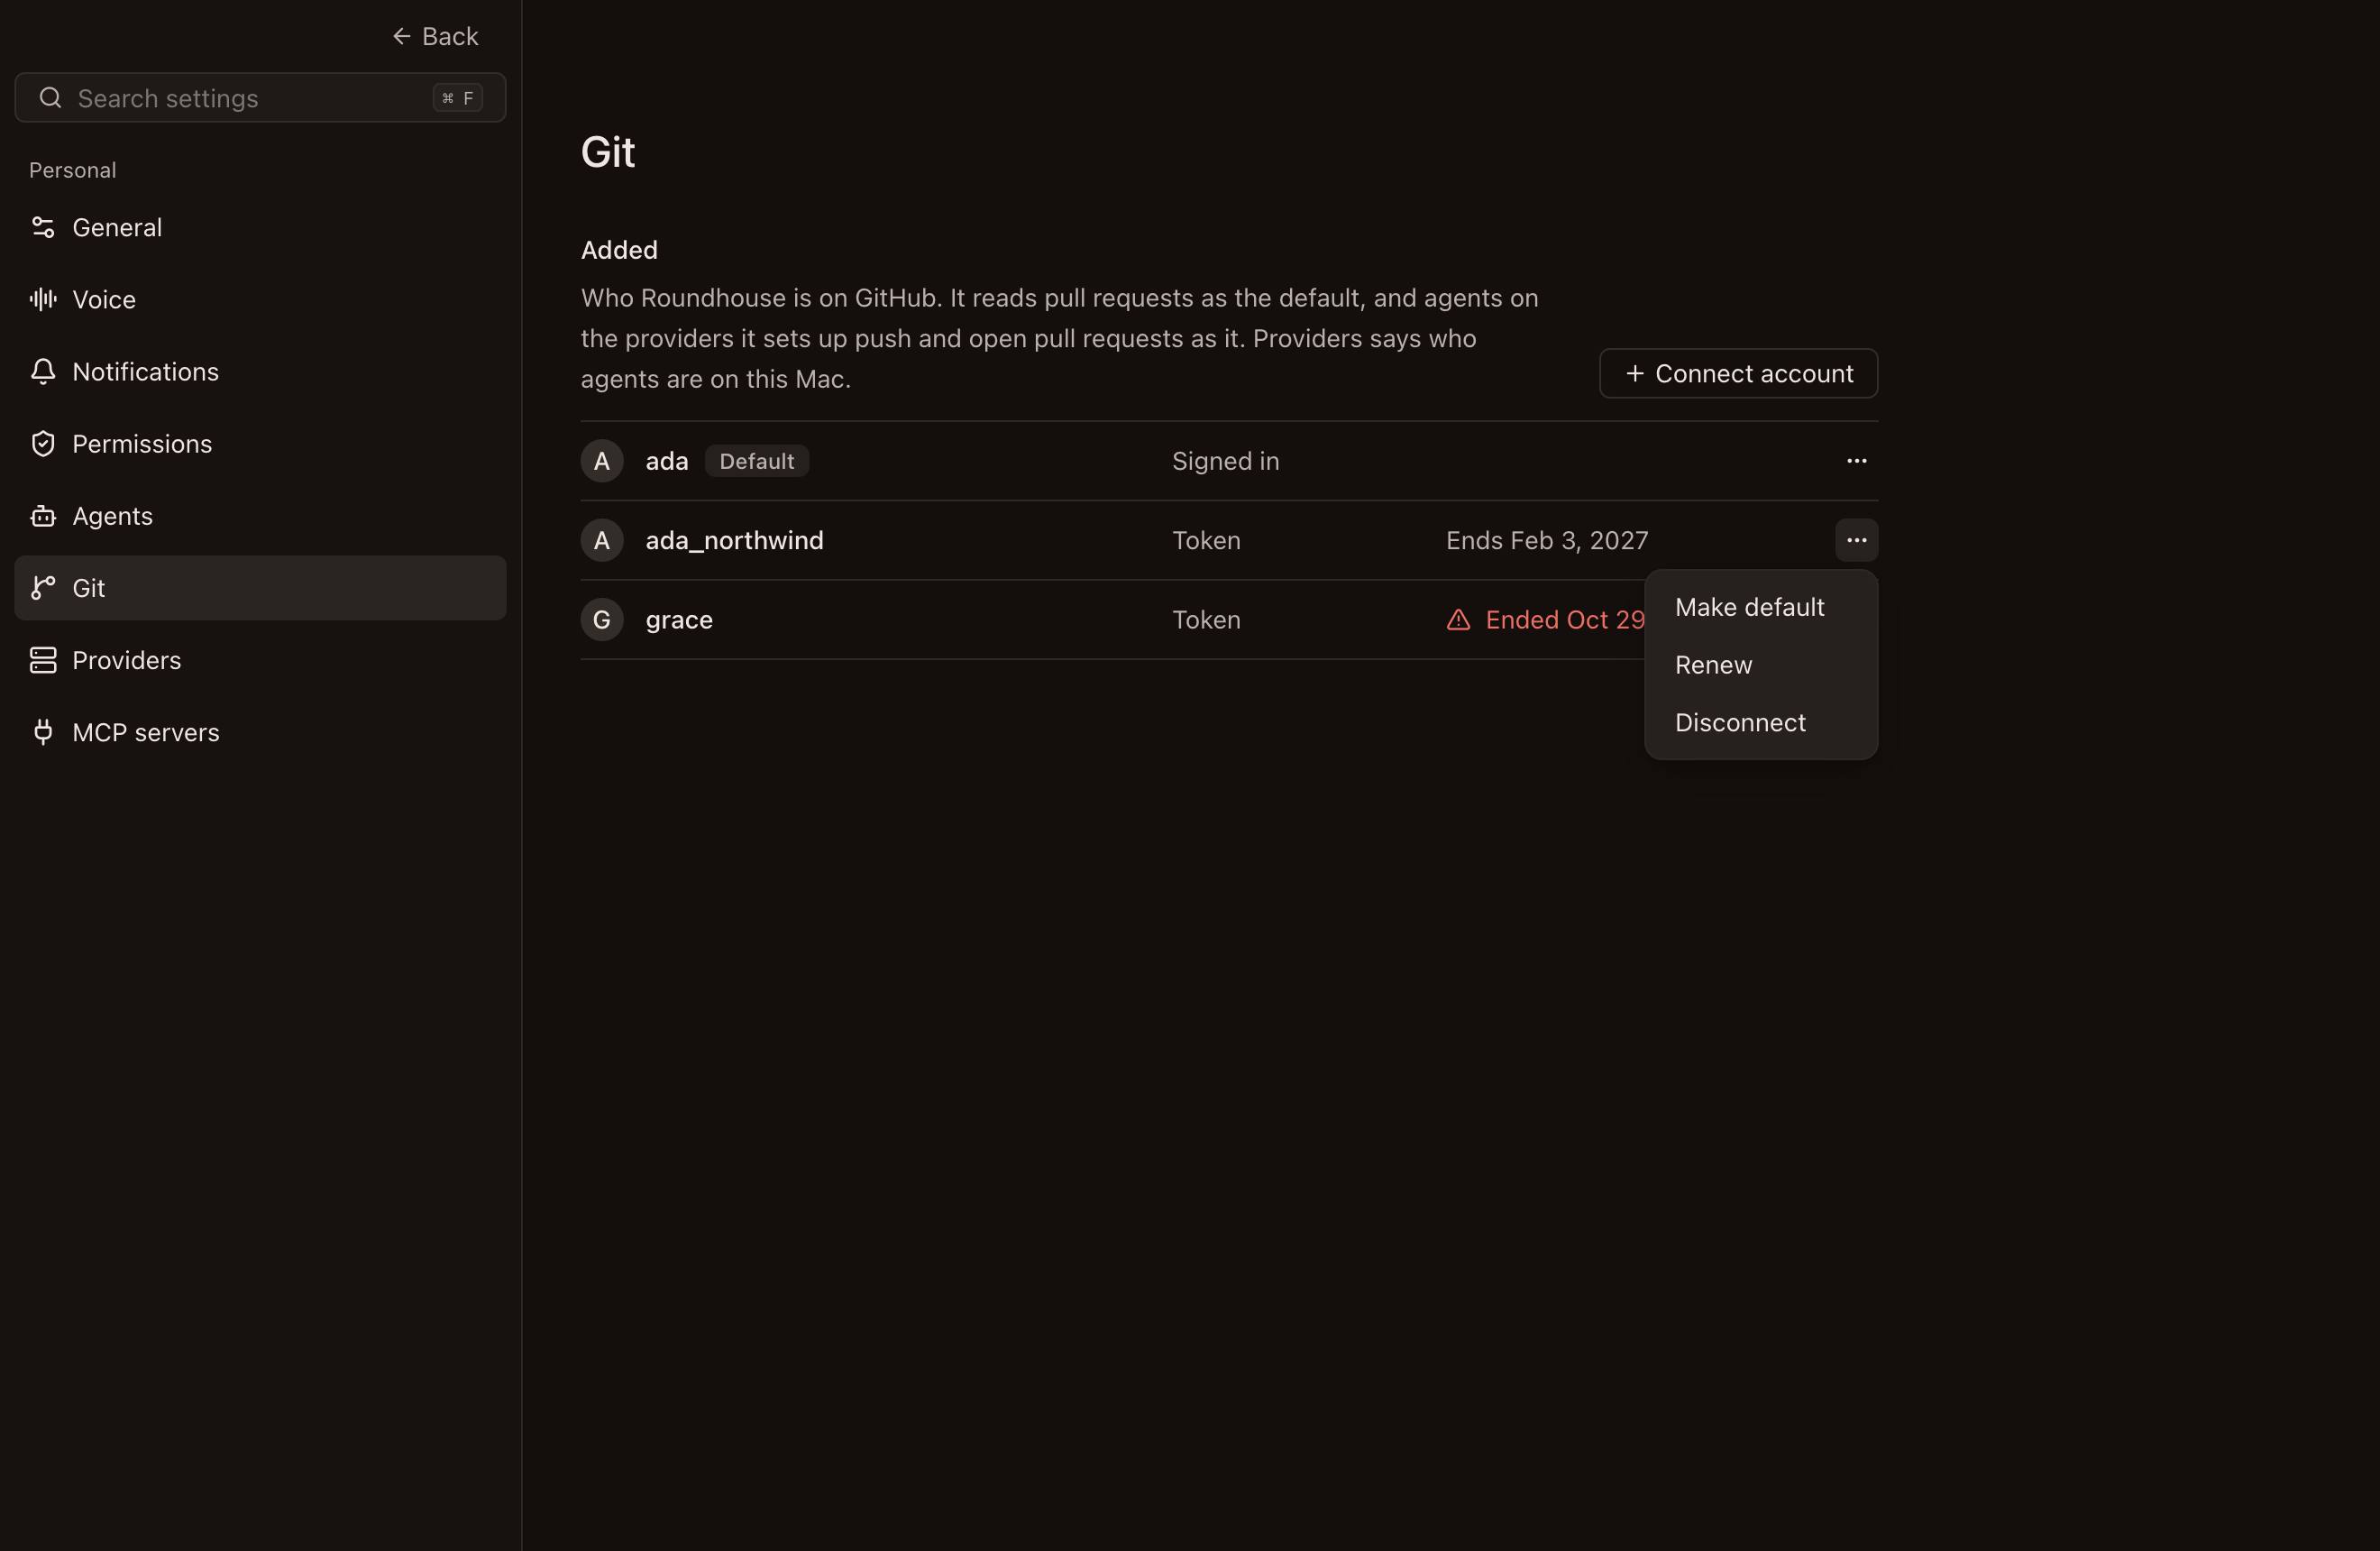 Back
Search settings
⌘ F
Personal
General
Voice
Notifications
Permissions
Agents
Git
Providers
MCP servers
Git
Added
Who Roundhouse is on GitHub. It reads pull requests as the default, and agents on
the providers it sets up push and open pull requests as it. Providers says who
agents are on this Mac.
Connect account
A ada Default Signed in
A ada_northwind Token Ends Feb 3, 2027
G grace Token Ended Oct 29
Make default
Renew
Disconnect